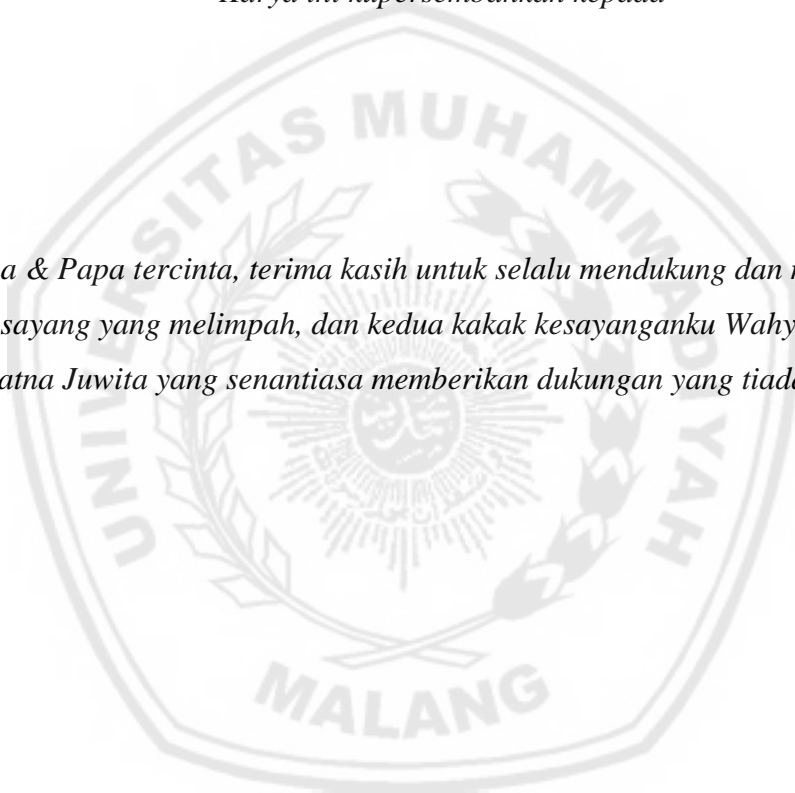 Karya ini kupersembahkan kepada
a & Papa tercinta, terima kasih untuk selalu mendukung dan
sayang yang melimpah, dan kedua kakak kesayanganku Wahy
atna Juwita yang senantiasa memberikan dukungan yang tiada
UNIVERSITAS MUHAMMADIYAH
MALANG